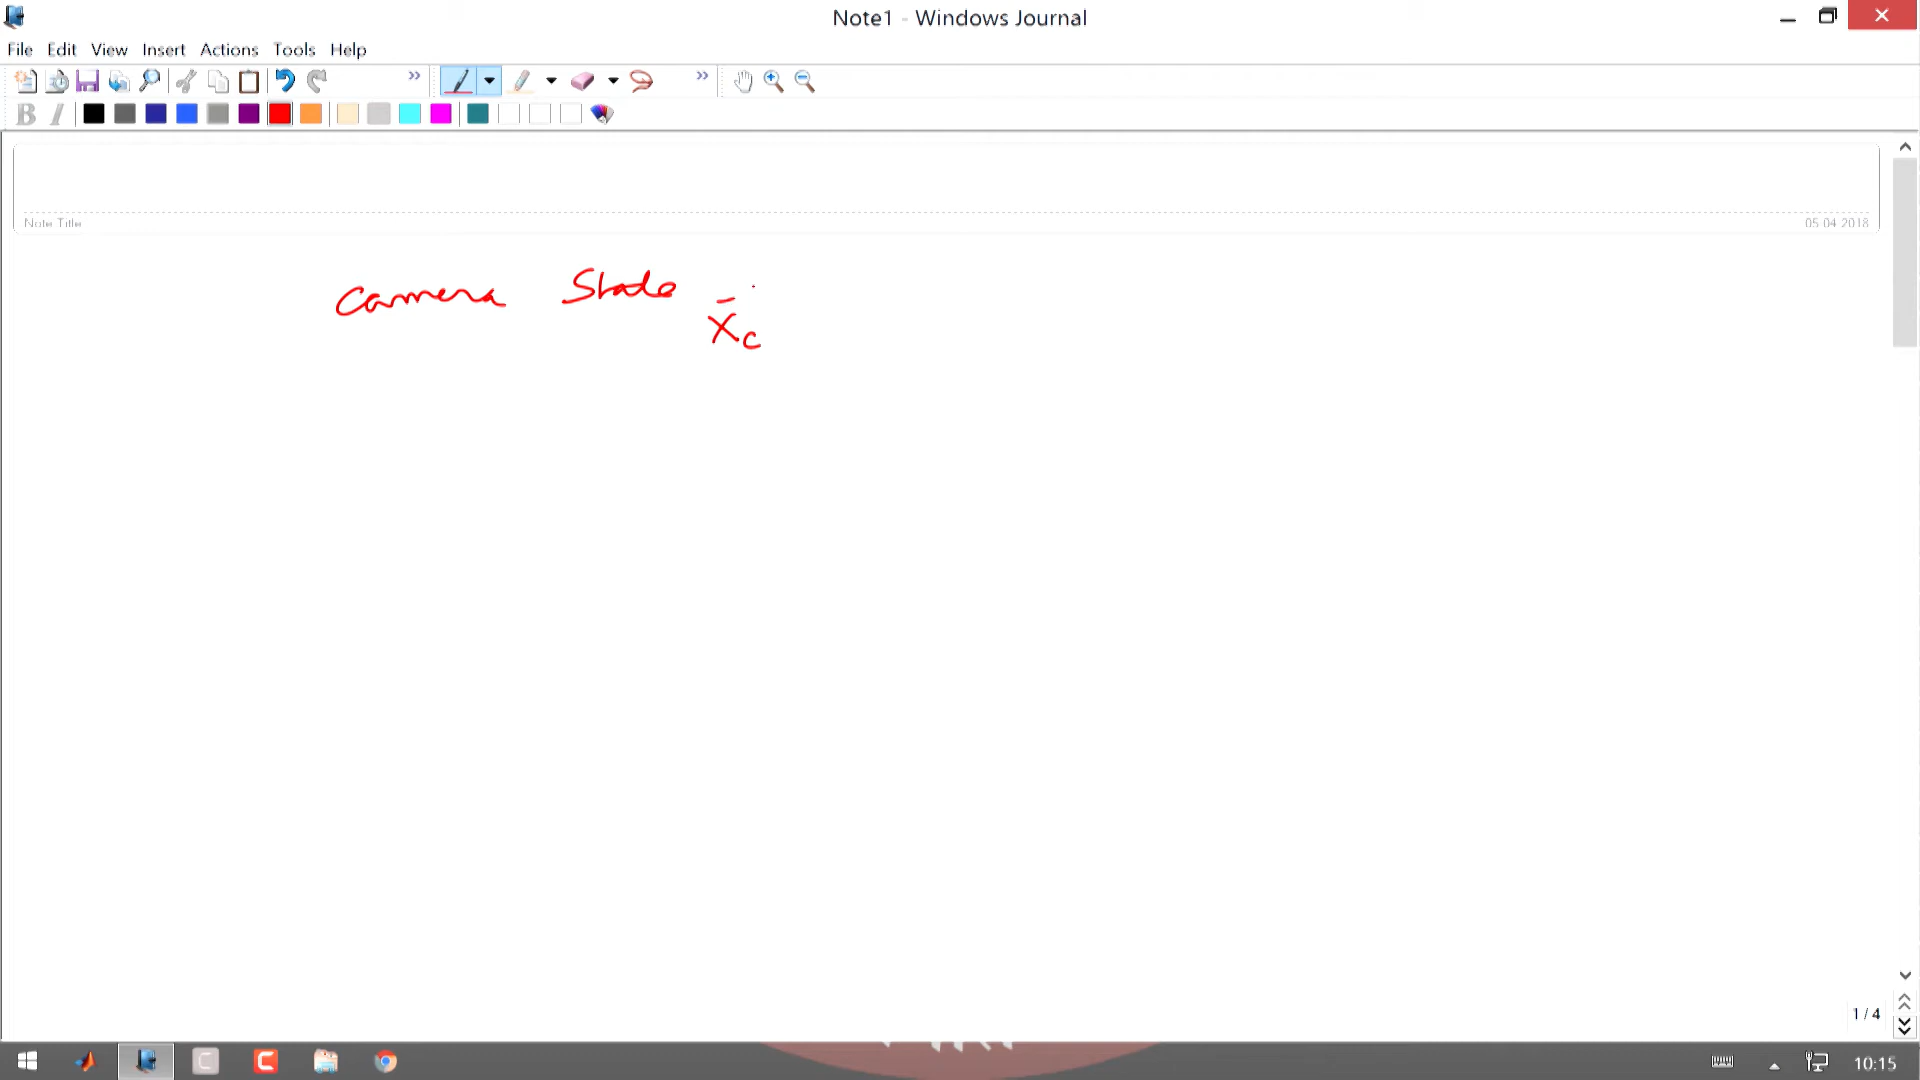 Note1 - Windows Journal
File Edit View Insert Actions Tools Help
B I
Note Title
05-04-2018
Camera State X̄c
1 / 4
10:15